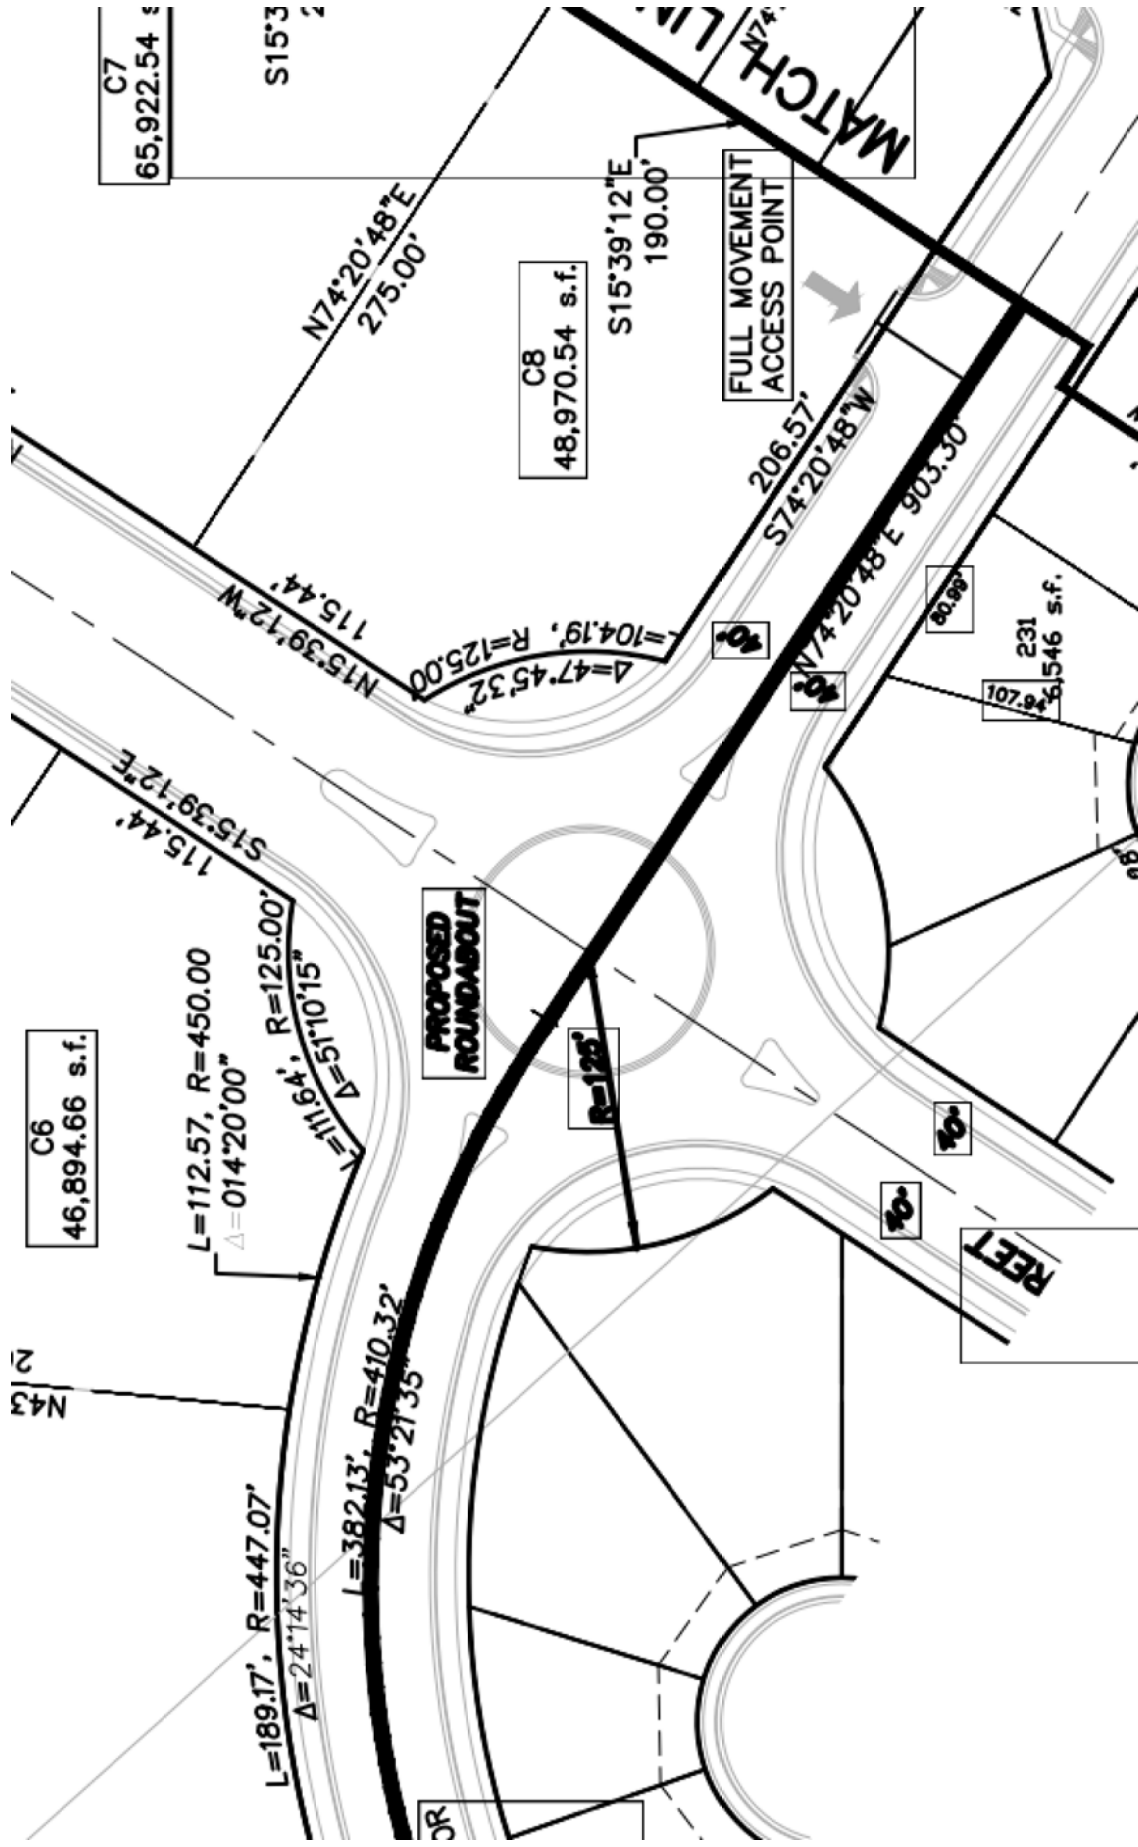 C7
65,922.54 s
S15°3
2
MATCH LIN
N74°
N74°20'48"E
275.00'
S15°39'12"E
190.00'
FULL MOVEMENT
ACCESS POINT
C8
48,970.54 s.f.
206.57'
S74°20'48"W
N74°20'48"E 903.30'
N15°39'12"W
115.44'
L=104.19', R=125.00
Δ=47°45'32"
40'
40'
80.99'
231
6,546 s.f.
107.94'
S15°39'12"E
115.44'
PROPOSED
ROUNDABOUT
R=125'
L=111.64', R=125.00'
Δ=51°10'15"
L=112.57, R=450.00
Δ=014°20'00"
C6
46,894.66 s.f.
40'
40'
REET
N43
L=382.13', R=410.32'
Δ=53°21'35"
L=189.17', R=447.07'
Δ=24°14'36"
OR